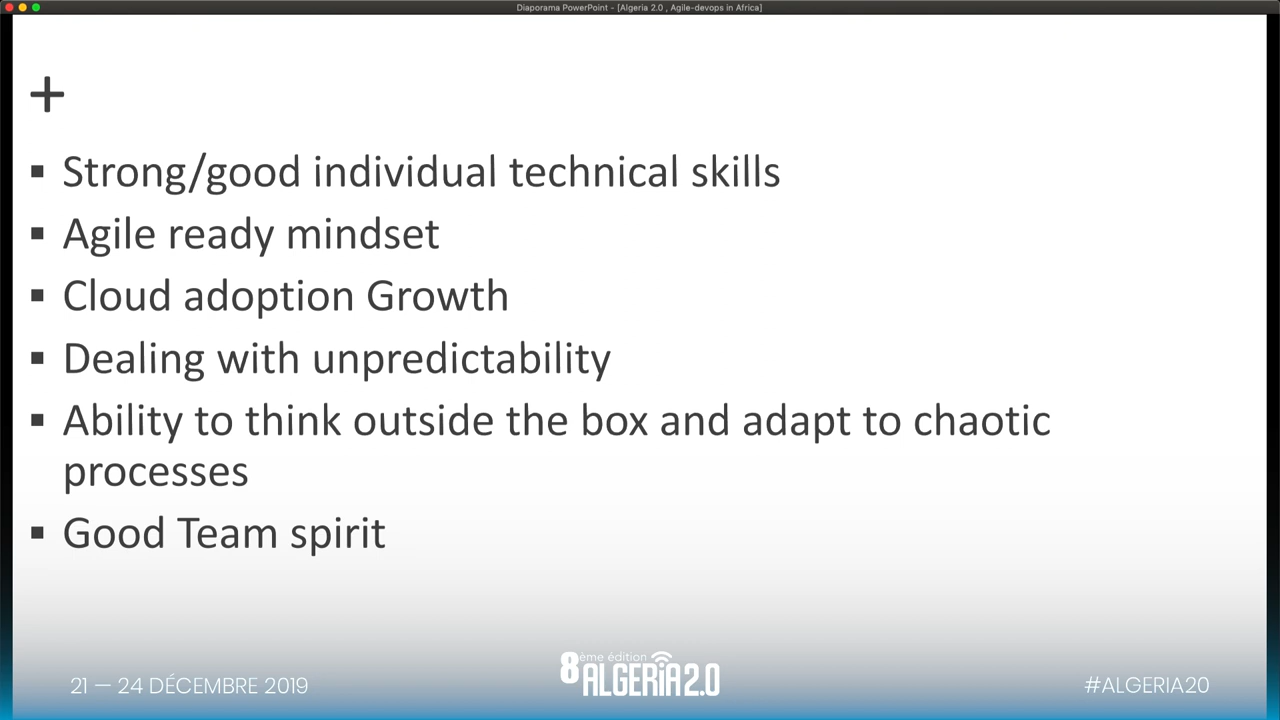 Diaporama PowerPoint - [Algeria 2.0 , Agile-devops in Africa]
+
▪ Strong/good individual technical skills
▪ Agile ready mindset
▪ Cloud adoption Growth
▪ Dealing with unpredictability
▪ Ability to think outside the box and adapt to chaotic
processes
▪ Good Team spirit
21 — 24 DÉCEMBRE 2019
8ème édition
ALGERiA2.0
#ALGERIA20